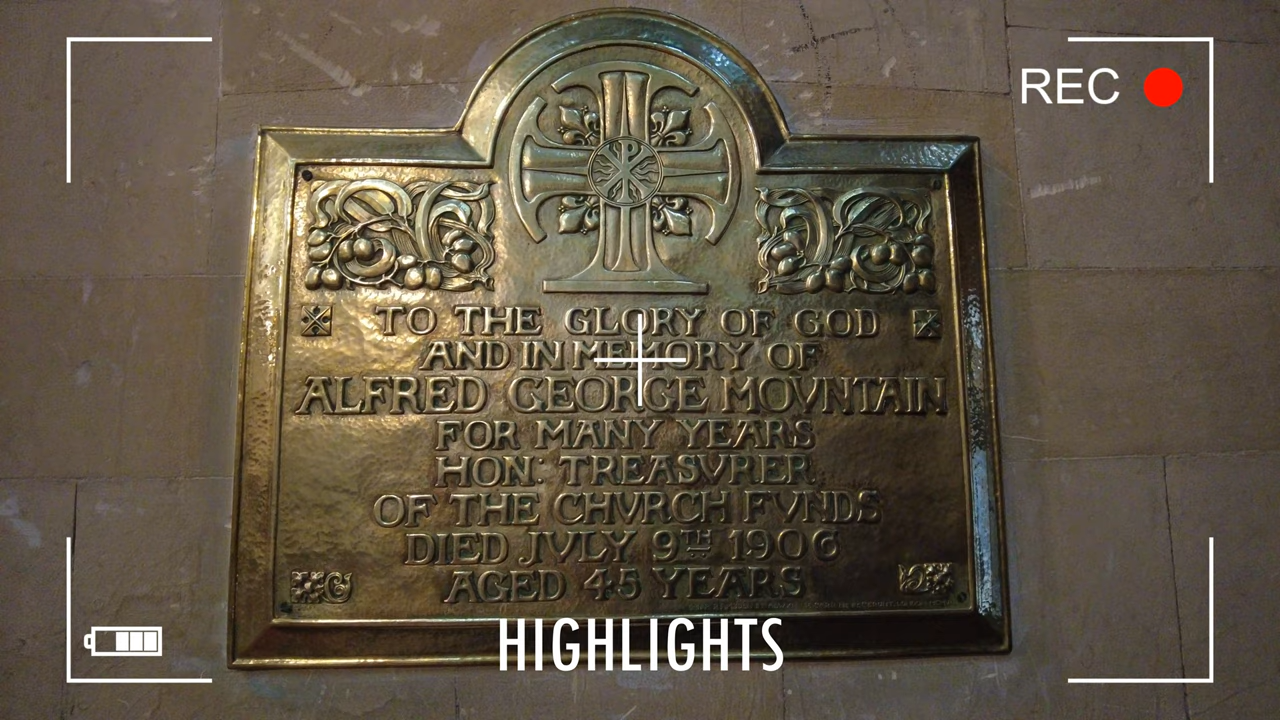 REC
TO THE GLORY OF GOD
AND IN MEMORY OF
ALFRED GEORGE MOVNTAIN
FOR MANY YEARS
HON: TREASVRER
OF THE CHVRCH FVNDS
DIED JVLY 9TH 1906
AGED 45 YEARS
HIGHLIGHTS